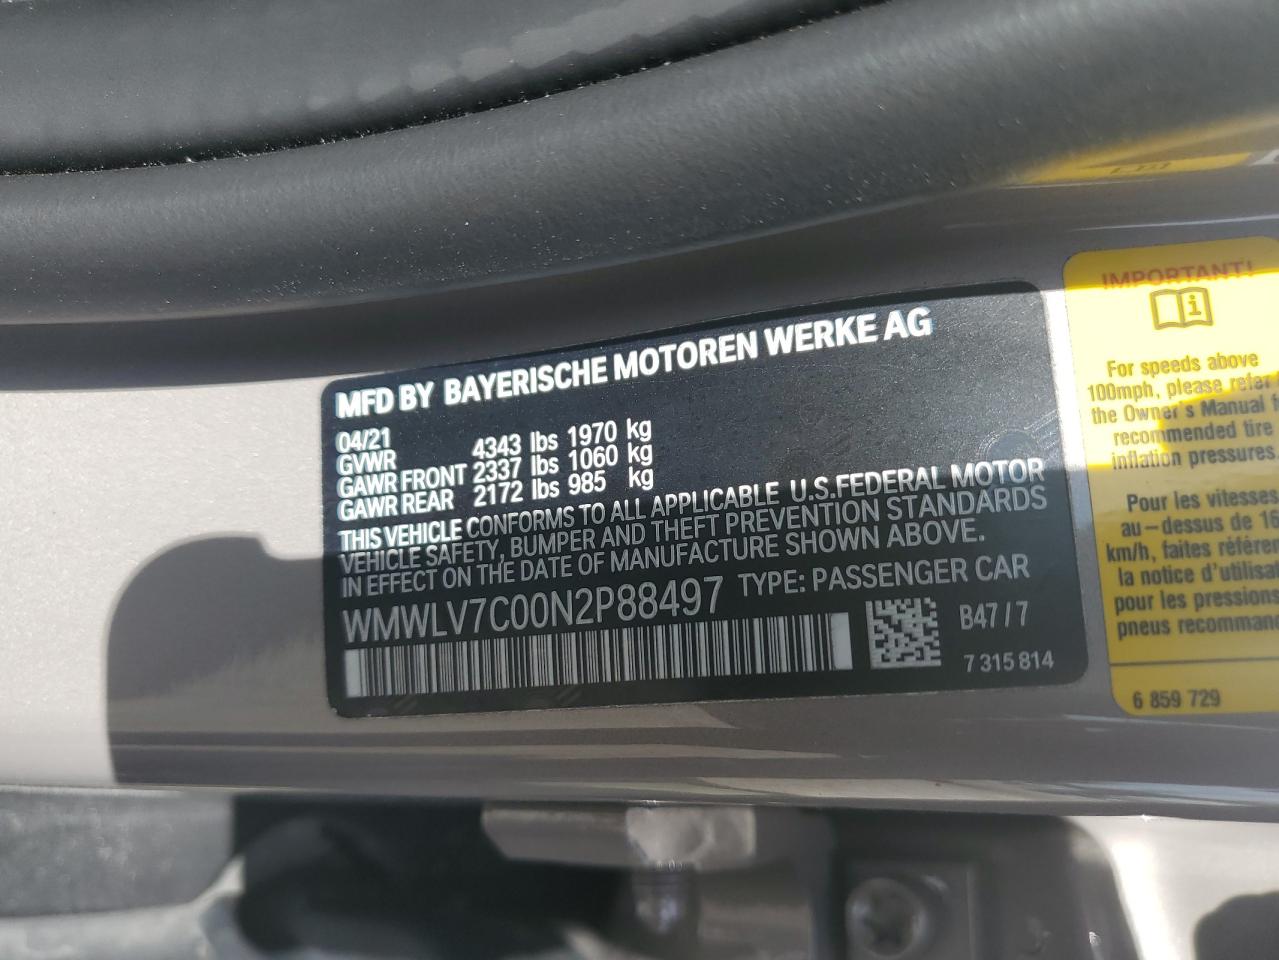 MFD BY BAYERISCHE MOTOREN WERKE AG
04/21
GVWR 4343 lbs 1970 kg
GAWR FRONT 2337 lbs 1060 kg
GAWR REAR 2172 lbs 985 kg
THIS VEHICLE CONFORMS TO ALL APPLICABLE U.S.FEDERAL MOTOR
VEHICLE SAFETY, BUMPER AND THEFT PREVENTION STANDARDS
IN EFFECT ON THE DATE OF MANUFACTURE SHOWN ABOVE.
WMWLV7C00N2P88497 TYPE: PASSENGER CAR
B47/7
7 315 814
IMPORTANT!
For speeds above
100mph, please refer
the Owner's Manual
recommended tire
inflation pressures.
Pour les vitesses
au-dessus de 16
km/h, faites
la notice
pour les pressions
pneus
6 859 729